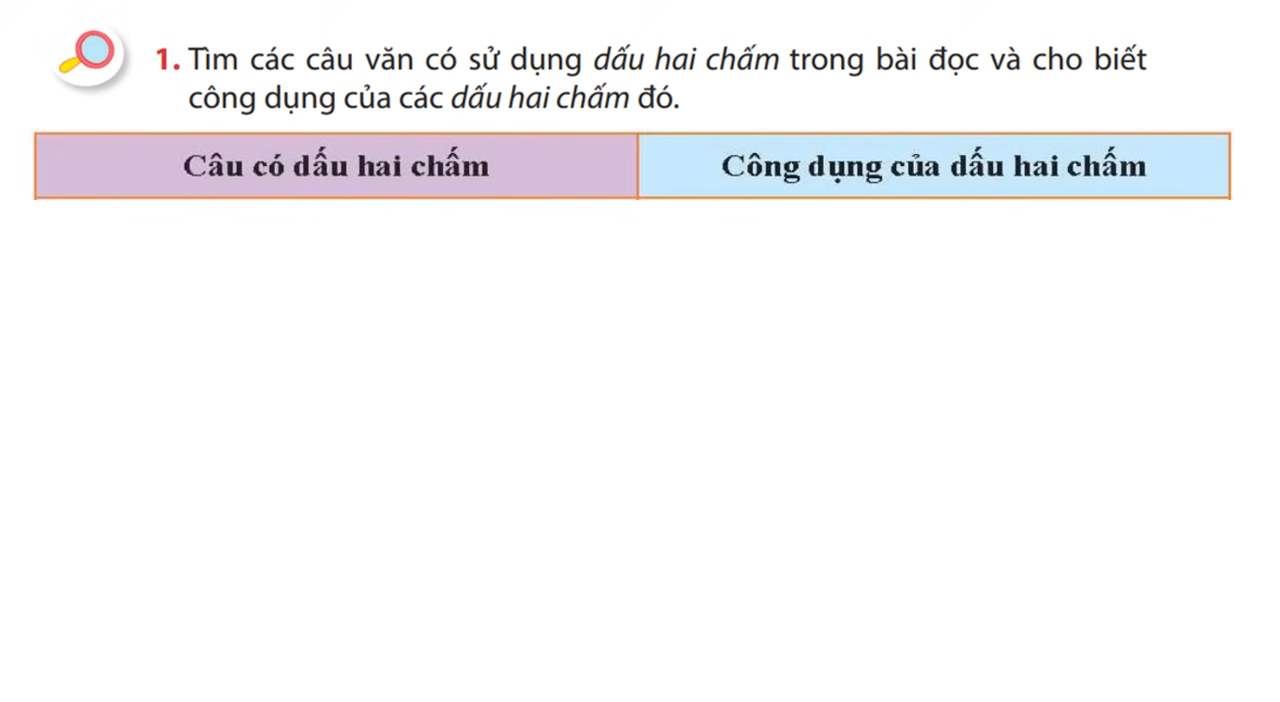 1. Tìm các câu văn có sử dụng dấu hai chấm trong bài đọc và cho biết
công dụng của các dấu hai chấm đó.
Câu có dấu hai chấm
Công dụng của dấu hai chấm